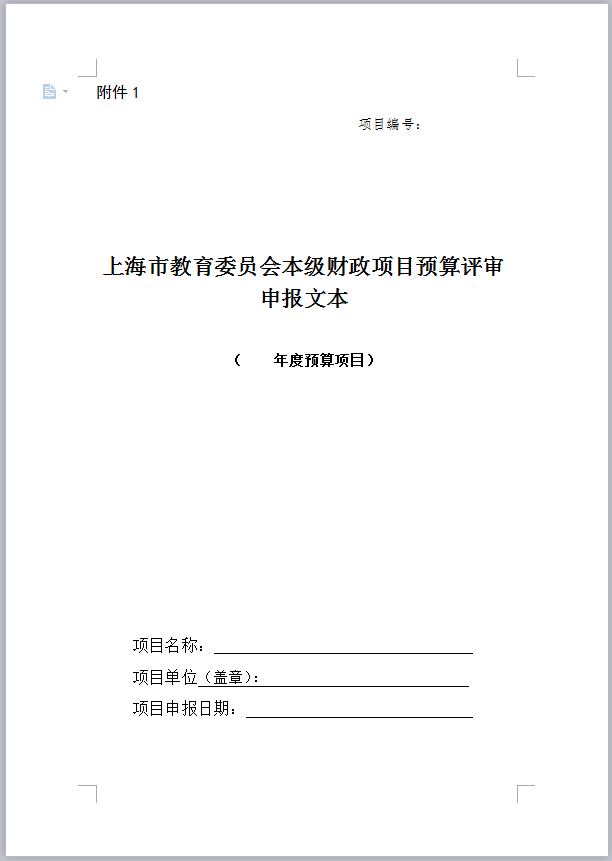 附件 1
项目编号：
上海市教育委员会本级财政项目预算评审
申报文本
（　　年度预算项目）
项目名称：
项目单位（盖章）：
项目申报日期：